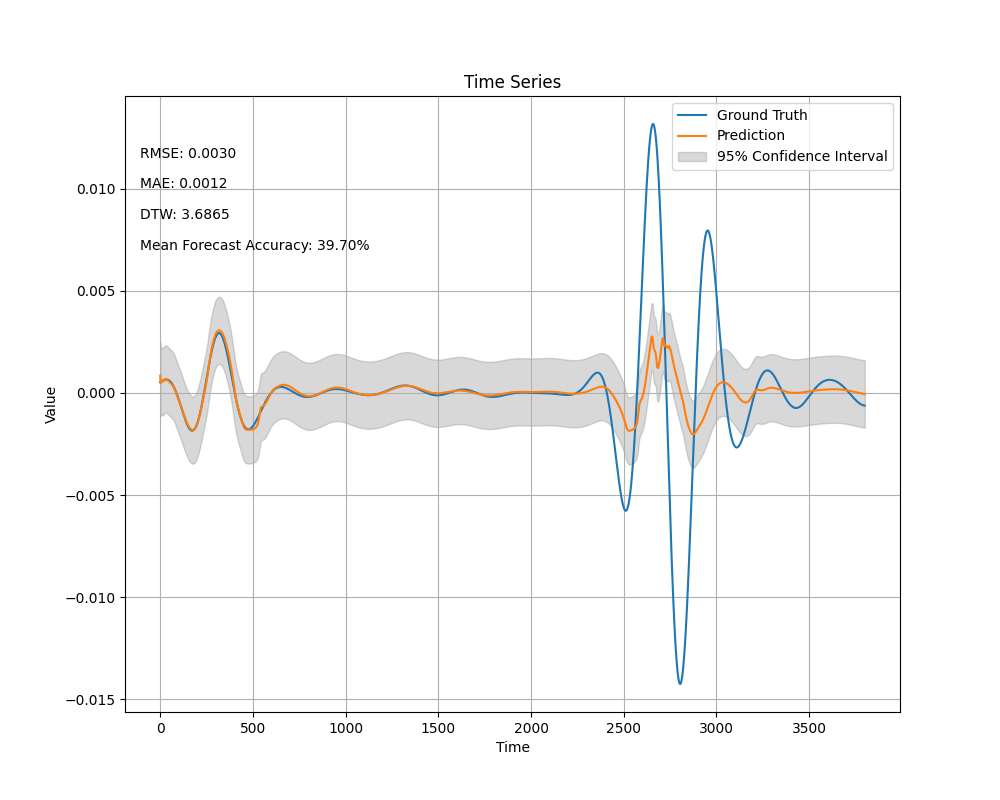 Time Series
Ground Truth
Prediction
95% Confidence Interval
RMSE: 0.0030
MAE: 0.0012
DTW: 3.6865
Mean Forecast Accuracy: 39.70%
0.010
0.005
0.000
−0.005
−0.010
−0.015
Value
0 500 1000 1500 2000 2500 3000 3500
Time